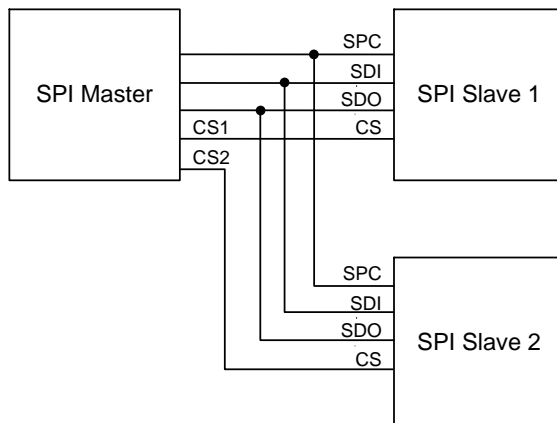 SPI Master
CS1
CS2
SPC
SDI
SDO
CS
SPI Slave 1
SPC
SDI
SDO
CS
SPI Slave 2